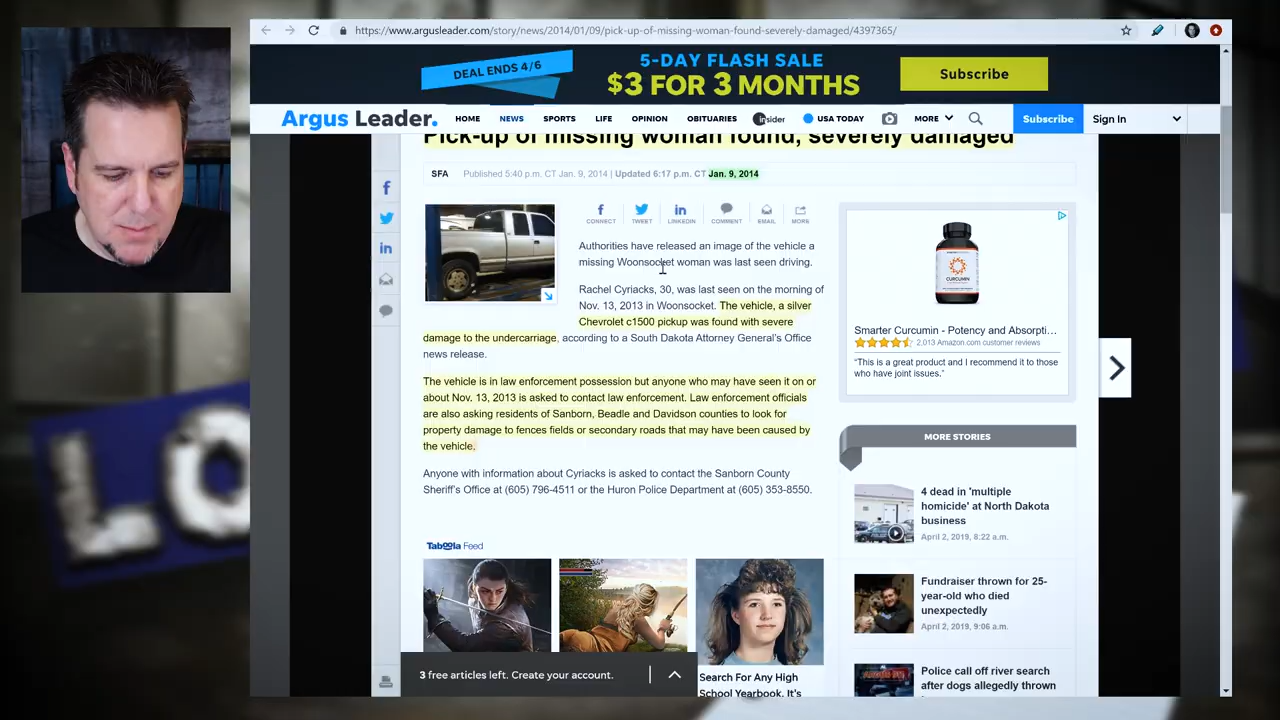 https://www.argusleader.com/story/news/2014/01/09/pick-up-of-missing-woman-found-severely-damaged/4397365/
DEAL ENDS 4/6
5-DAY FLASH SALE
$3 FOR 3 MONTHS
Subscribe
Argus Leader.
HOME
NEWS
SPORTS
LIFE
OPINION
OBITUARIES
insider
USA TODAY
MORE
Subscribe
Sign In
Pick-up of missing woman found, severely damaged
SFA Published 5:40 p.m. CT Jan. 9, 2014 | Updated 6:17 p.m. CT Jan. 9, 2014
CONNECT
TWEET
LINKEDIN
COMMENT
EMAIL
MORE
Authorities have released an image of the vehicle a
missing Woonsocket woman was last seen driving.
Rachel Cyriacks, 30, was last seen on the morning of
Nov. 13, 2013 in Woonsocket. The vehicle, a silver
Chevrolet c1500 pickup was found with severe
damage to the undercarriage, according to a South Dakota Attorney General's Office
news release.
The vehicle is in law enforcement possession but anyone who may have seen it on or
about Nov. 13, 2013 is asked to contact law enforcement. Law enforcement officials
are also asking residents of Sanborn, Beadle and Davidson counties to look for
property damage to fences fields or secondary roads that may have been caused by
the vehicle.
Anyone with information about Cyriacks is asked to contact the Sanborn County
Sheriff's Office at (605) 796-4511 or the Huron Police Department at (605) 353-8550.
Taboola Feed
Search For Any High
School Yearbook. It's
3 free articles left. Create your account.
CURCUMIN
Smarter Curcumin - Potency and Absorpti…
2,013 Amazon.com customer reviews
“This is a great product and I recommend it to those
who have joint issues.”
MORE STORIES
4 dead in 'multiple
homicide' at North Dakota
business
April 2, 2019, 8:22 a.m.
Fundraiser thrown for 25-
year-old who died
unexpectedly
April 2, 2019, 9:06 a.m.
Police call off river search
after dogs allegedly thrown
LO